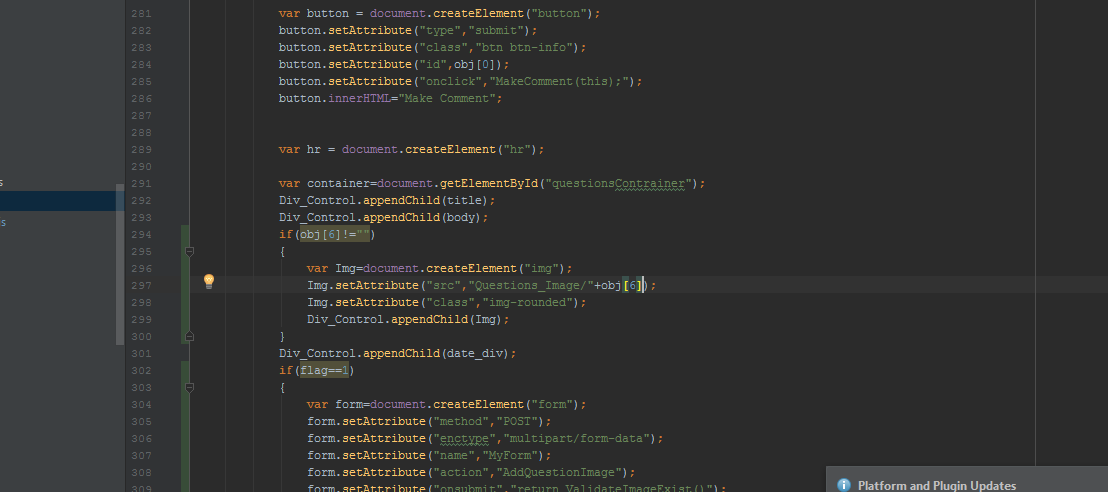 281 var button = document.createElement("button");
282 button.setAttribute("type","submit");
283 button.setAttribute("class","btn btn-info");
284 button.setAttribute("id",obj[0]);
285 button.setAttribute("onclick","MakeComment(this);");
286 button.innerHTML="Make Comment";
287
288
289 var hr = document.createElement("hr");
290
291 var container=document.getElementById("questionsContrainer");
292 Div_Control.appendChild(title);
293 Div_Control.appendChild(body);
294 if(obj[6]!="")
295 {
296 var Img=document.createElement("img");
297 Img.setAttribute("src","Questions_Image/"+obj[6]);
298 Img.setAttribute("class","img-rounded");
299 Div_Control.appendChild(Img);
300 }
301 Div_Control.appendChild(date_div);
302 if(flag==1)
303 {
304 var form=document.createElement("form");
305 form.setAttribute("method","POST");
306 form.setAttribute("enctype","multipart/form-data");
307 form.setAttribute("name","MyForm");
308 form.setAttribute("action","AddQuestionImage");
309 form.setAttribute("onsubmit","return ValidateImageExist()");
Platform and Plugin Updates